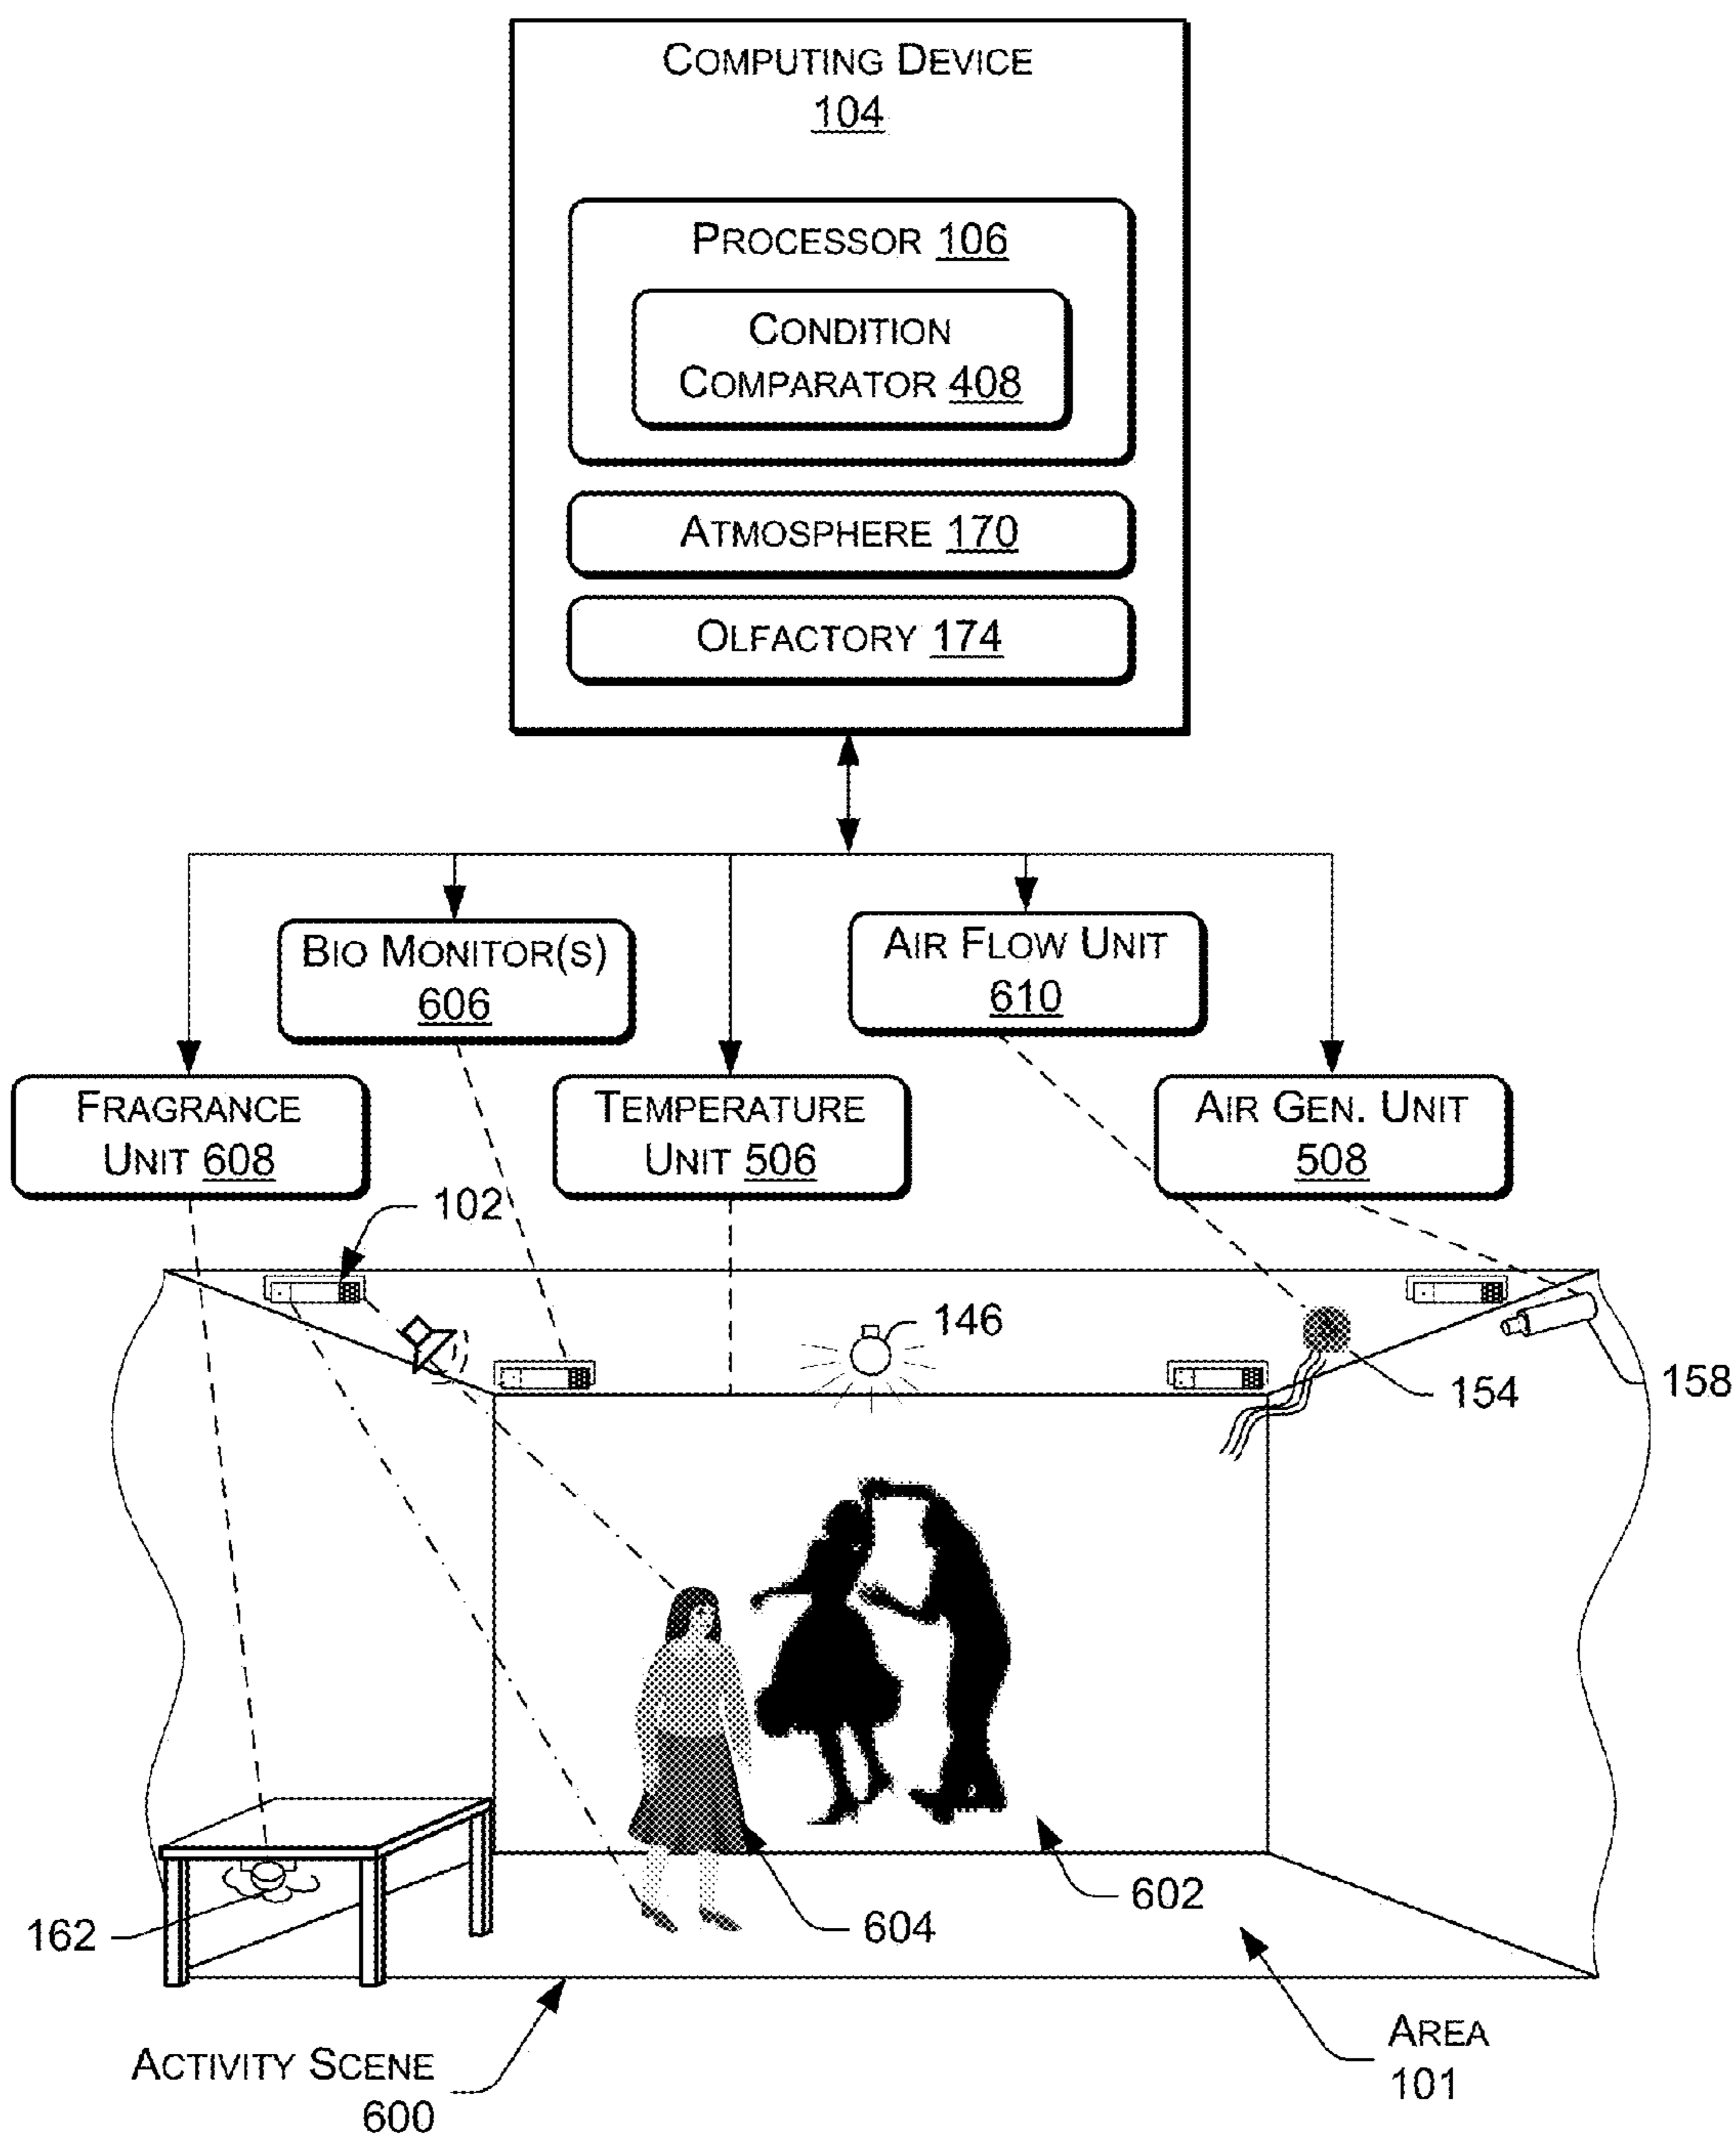 COMPUTING DEVICE
104
PROCESSOR 106
CONDITION
COMPARATOR 408
ATMOSPHERE 170
OLFACTORY 174
BIO MONITOR(S)
606
AIR FLOW UNIT
610
FRAGRANCE
UNIT 608
TEMPERATURE
UNIT 506
AIR GEN. UNIT
508
102
146
154
158
162
604
602
ACTIVITY SCENE
600
AREA
101